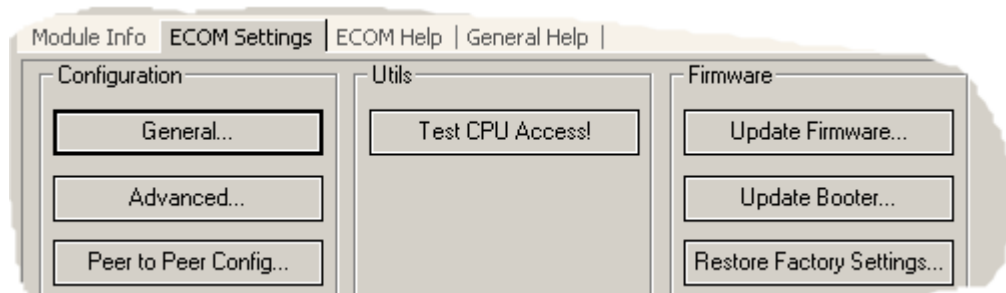 Module Info ECOM Settings ECOM Help General Help
Configuration
General...
Advanced...
Peer to Peer Config...
Utils
Test CPU Access!
Firmware
Update Firmware...
Update Booter...
Restore Factory Settings...